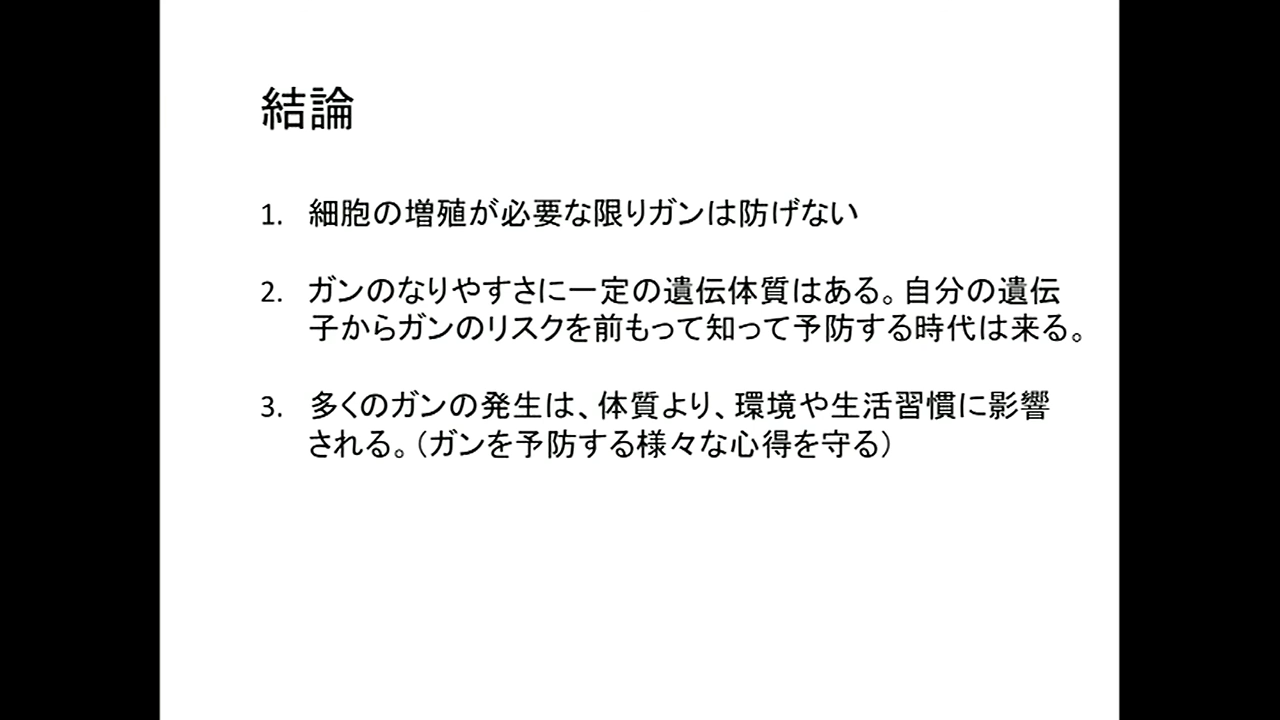 結論
1. 細胞の増殖が必要な限りガンは防げない
2. ガンのなりやすさに一定の遺伝体質はある。自分の遺伝
子からガンのリスクを前もって知って予防する時代は来る。
3. 多くのガンの発生は、体質より、環境や生活習慣に影響
される。（ガンを予防する様々な心得を守る）